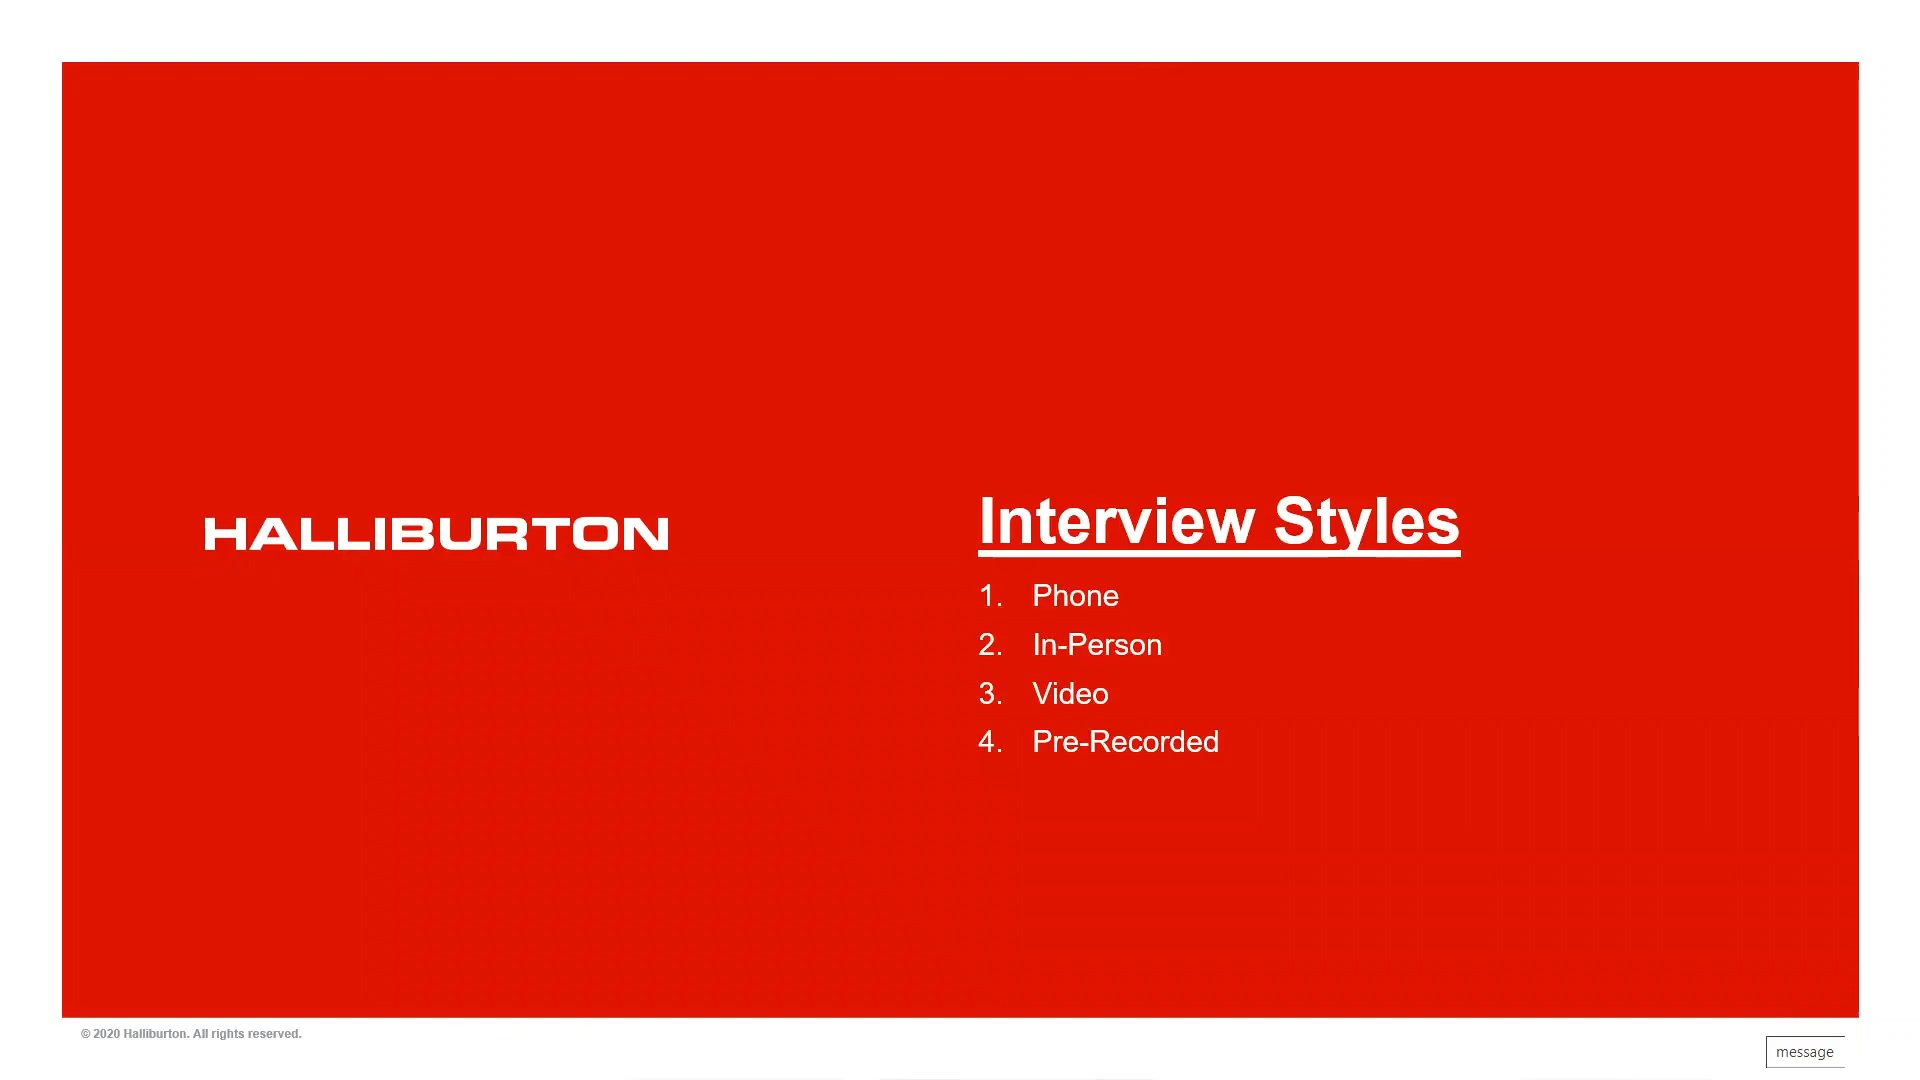 HALLIBURTON
Interview Styles
1. Phone
2. In-Person
3. Video
4. Pre-Recorded
© 2020 Halliburton. All rights reserved.
message